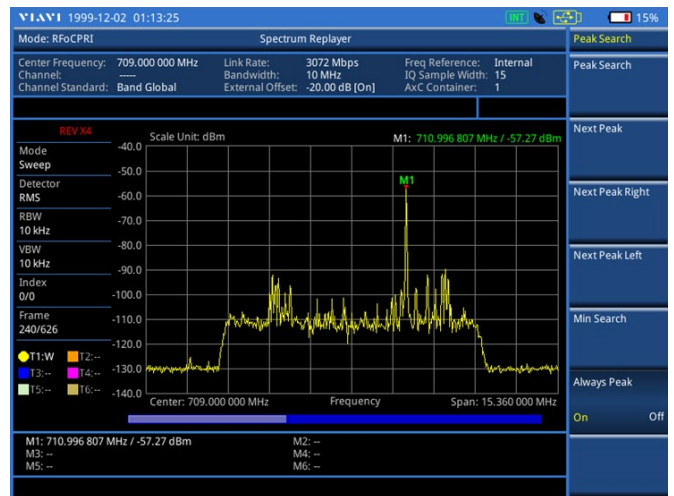 VIAVI 1999-12-02 01:13:25 INT 15%
Mode: RFoCPRI Spectrum Replayer Peak Search
Center Frequency: 709.000 000 MHz Link Rate: 3072 Mbps Freq Reference: Internal
Channel: ----- Bandwidth: 10 MHz IQ Sample Width: 15
Channel Standard: Band Global External Offset: -20.00 dB [On] AxC Container: 1
Peak Search
Next Peak
Next Peak Right
Next Peak Left
Min Search
Always Peak
On Off
REV X4
Mode
Sweep
Detector
RMS
RBW
10 kHz
VBW
10 kHz
Index
0/0
Frame
240/626
T1:W T2:--
T3:-- T4:--
T5:-- T6:--
Scale Unit: dBm M1: 710.996 807 MHz / -57.27 dBm
-40.0
-50.0
-60.0
-70.0
-80.0
-90.0
-100.0
-110.0
-120.0
-130.0
-140.0
M1
Center: 709.000 000 MHz Frequency Span: 15.360 000 MHz
M1: 710.996 807 MHz / -57.27 dBm M2: --
M3: -- M4: --
M5: -- M6: --